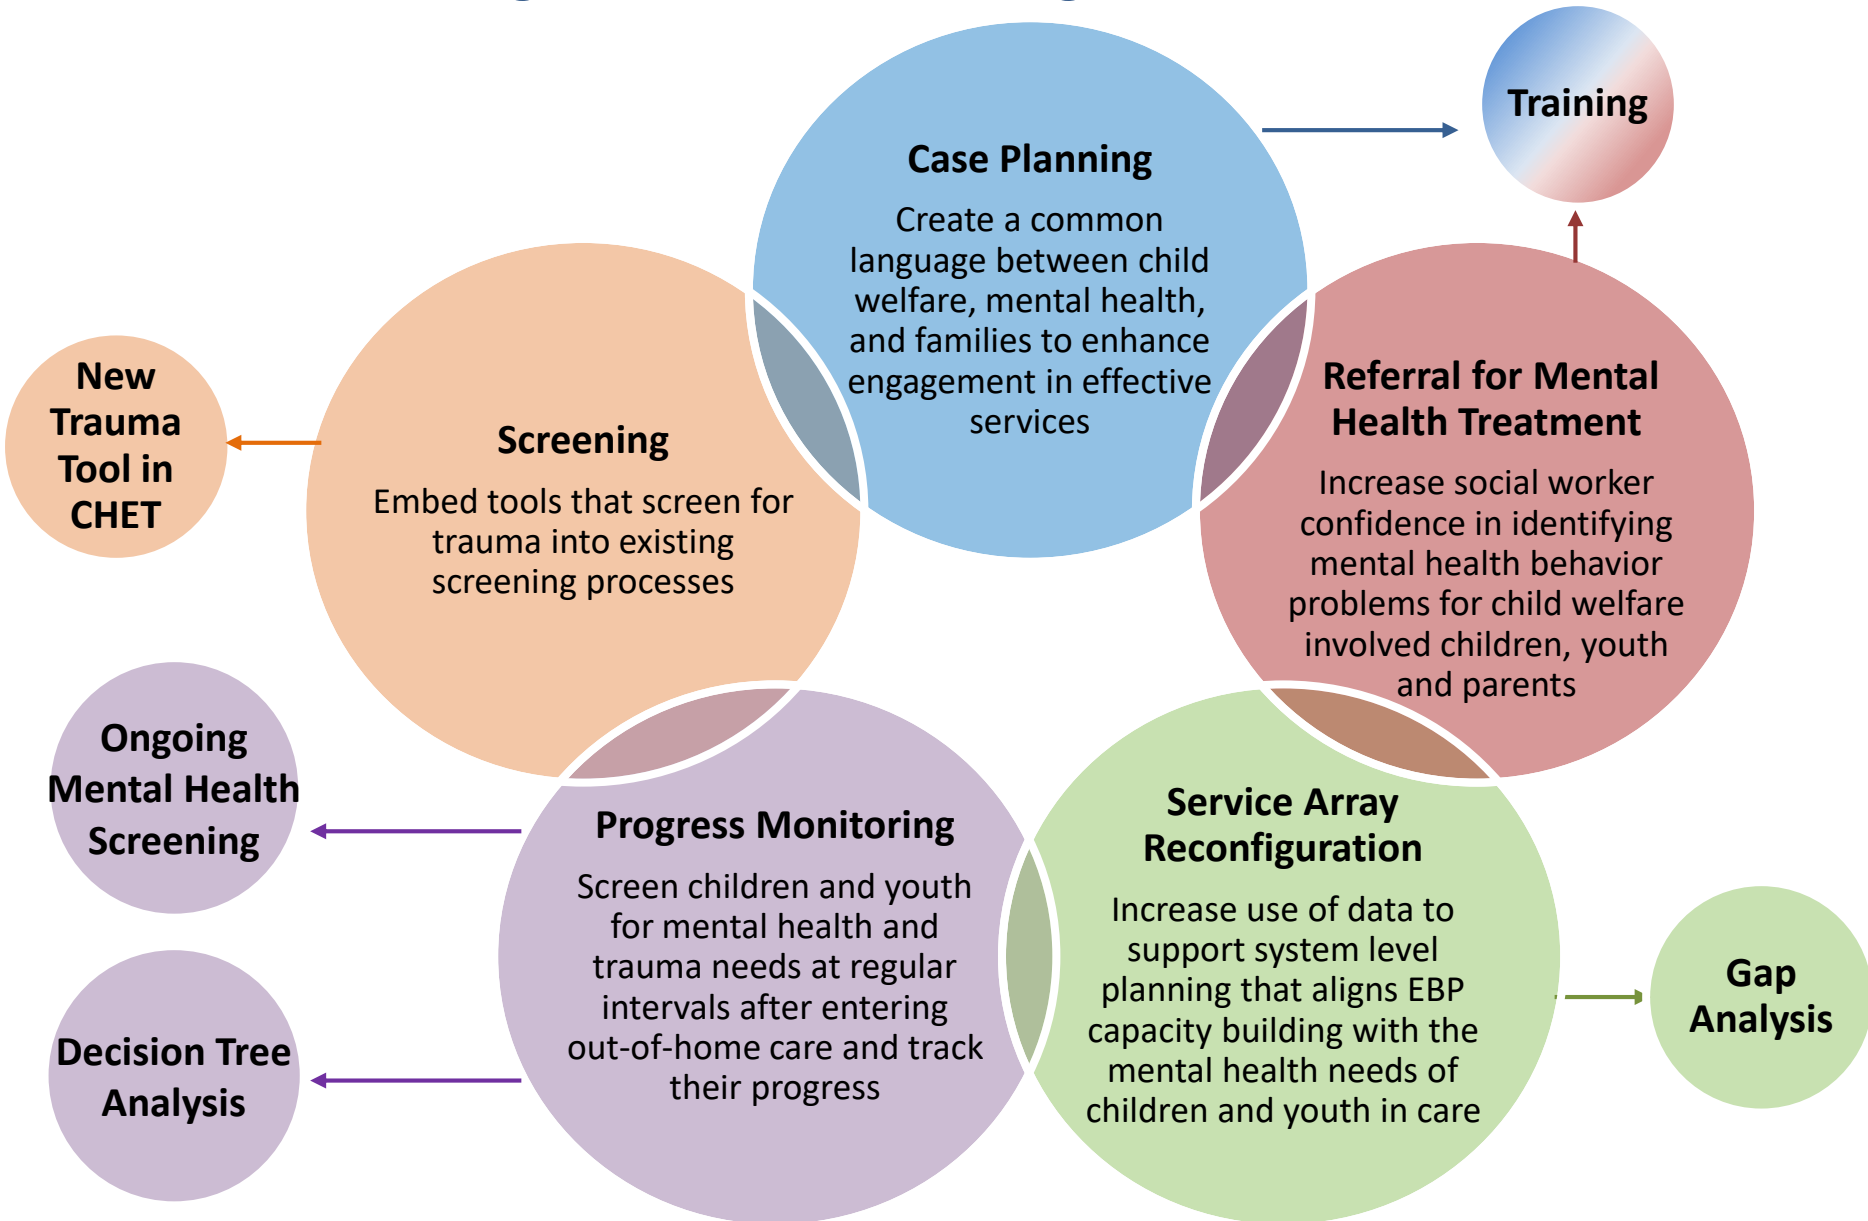 Training
Case Planning
Create a common
language between child
welfare, mental health,
and families to enhance
engagement in effective
services
New
Trauma
Tool in
CHET
Screening
Embed tools that screen for
trauma into existing
screening processes
Referral for Mental
Health Treatment
Increase social worker
confidence in identifying
mental health behavior
problems for child welfare
involved children, youth
and parents
Ongoing
Mental Health
Screening
Decision Tree
Analysis
Progress Monitoring
Screen children and youth
for mental health and
trauma needs at regular
intervals after entering
out-of-home care and track
their progress
Service Array
Reconfiguration
Increase use of data to
support system level
planning that aligns EBP
capacity building with the
mental health needs of
children and youth in care
Gap
Analysis